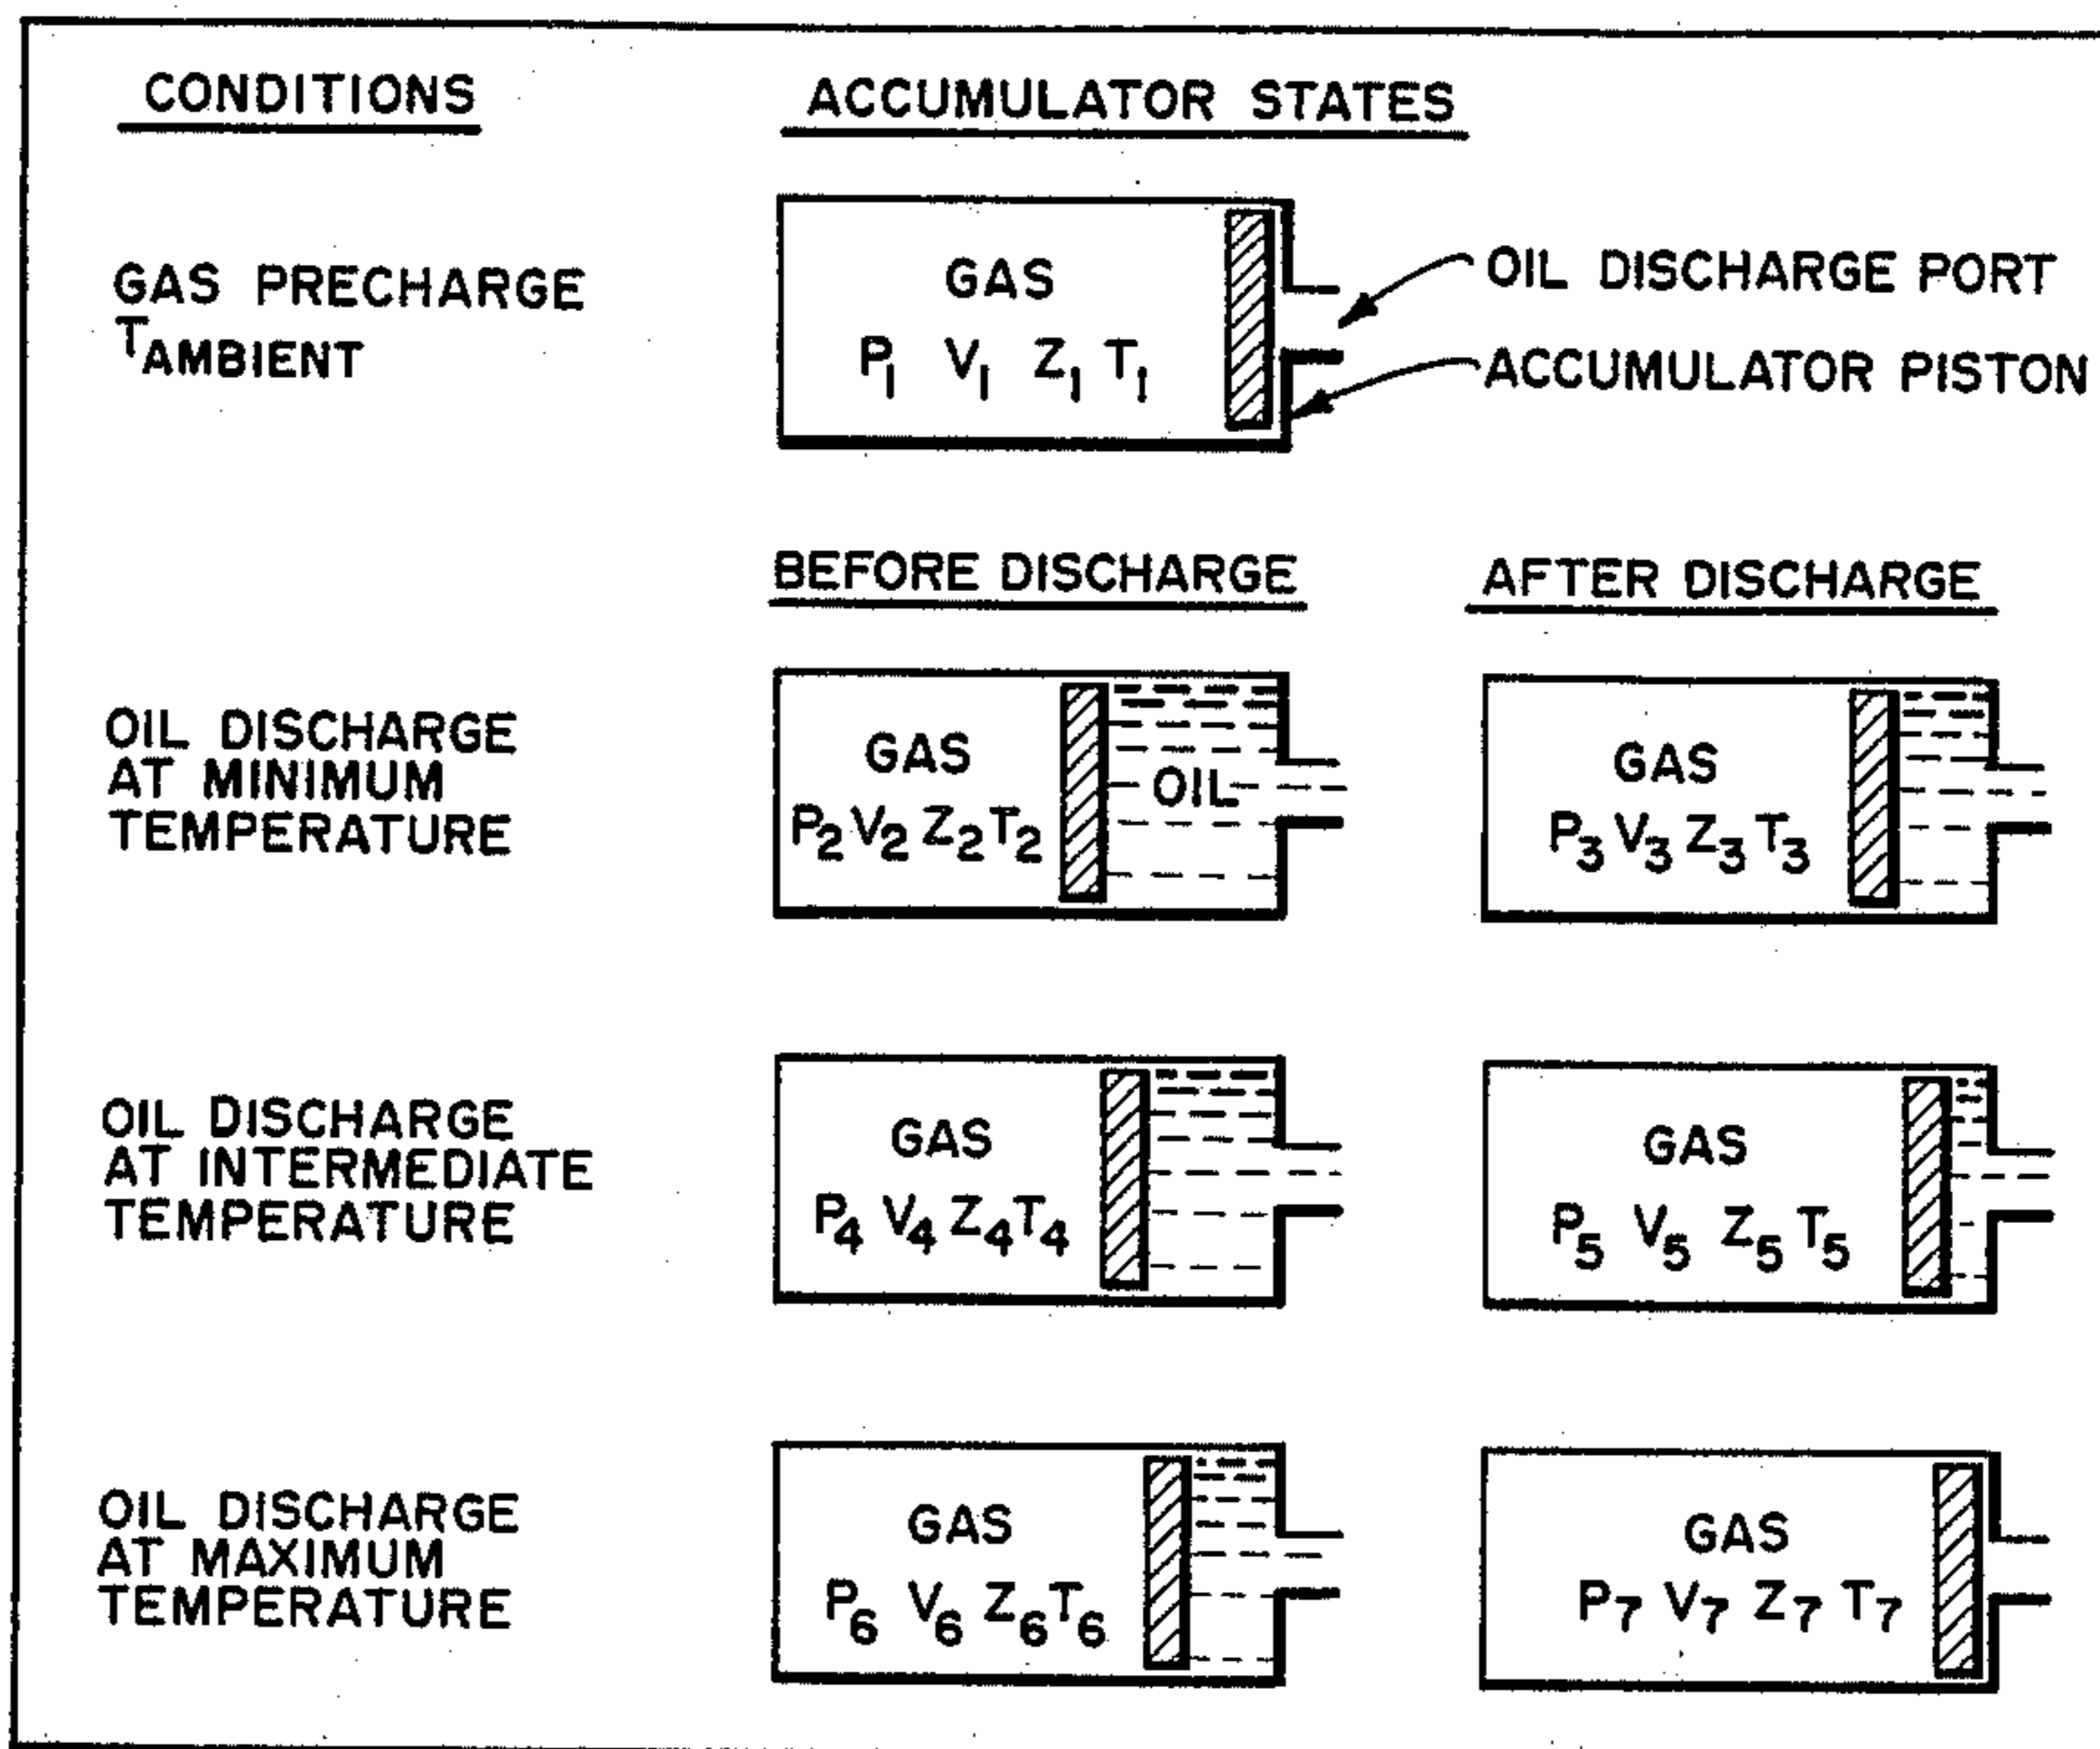 CONDITIONS
ACCUMULATOR STATES
GAS PRECHARGE
TAMBIENT
GAS
P1 V1 Z1 T1
OIL DISCHARGE PORT
ACCUMULATOR PISTON
BEFORE DISCHARGE
AFTER DISCHARGE
OIL DISCHARGE
AT MINIMUM
TEMPERATURE
GAS
P2 V2 Z2 T2
OIL
GAS
P3 V3 Z3 T3
OIL DISCHARGE
AT INTERMEDIATE
TEMPERATURE
GAS
P4 V4 Z4 T4
GAS
P5 V5 Z5 T5
OIL DISCHARGE
AT MAXIMUM
TEMPERATURE
GAS
P6 V6 Z6 T6
GAS
P7 V7 Z7 T7